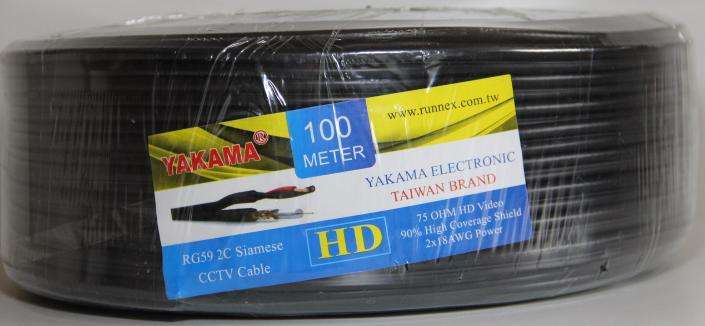 www.runnex.com.tw
100
METER
YAKAMA®
YAKAMA ELECTRONIC
TAIWAN BRAND
RG59 2C Siamese
CCTV Cable
HD
75 OHM HD Video
90% High Coverage Shield
2x18AWG Power